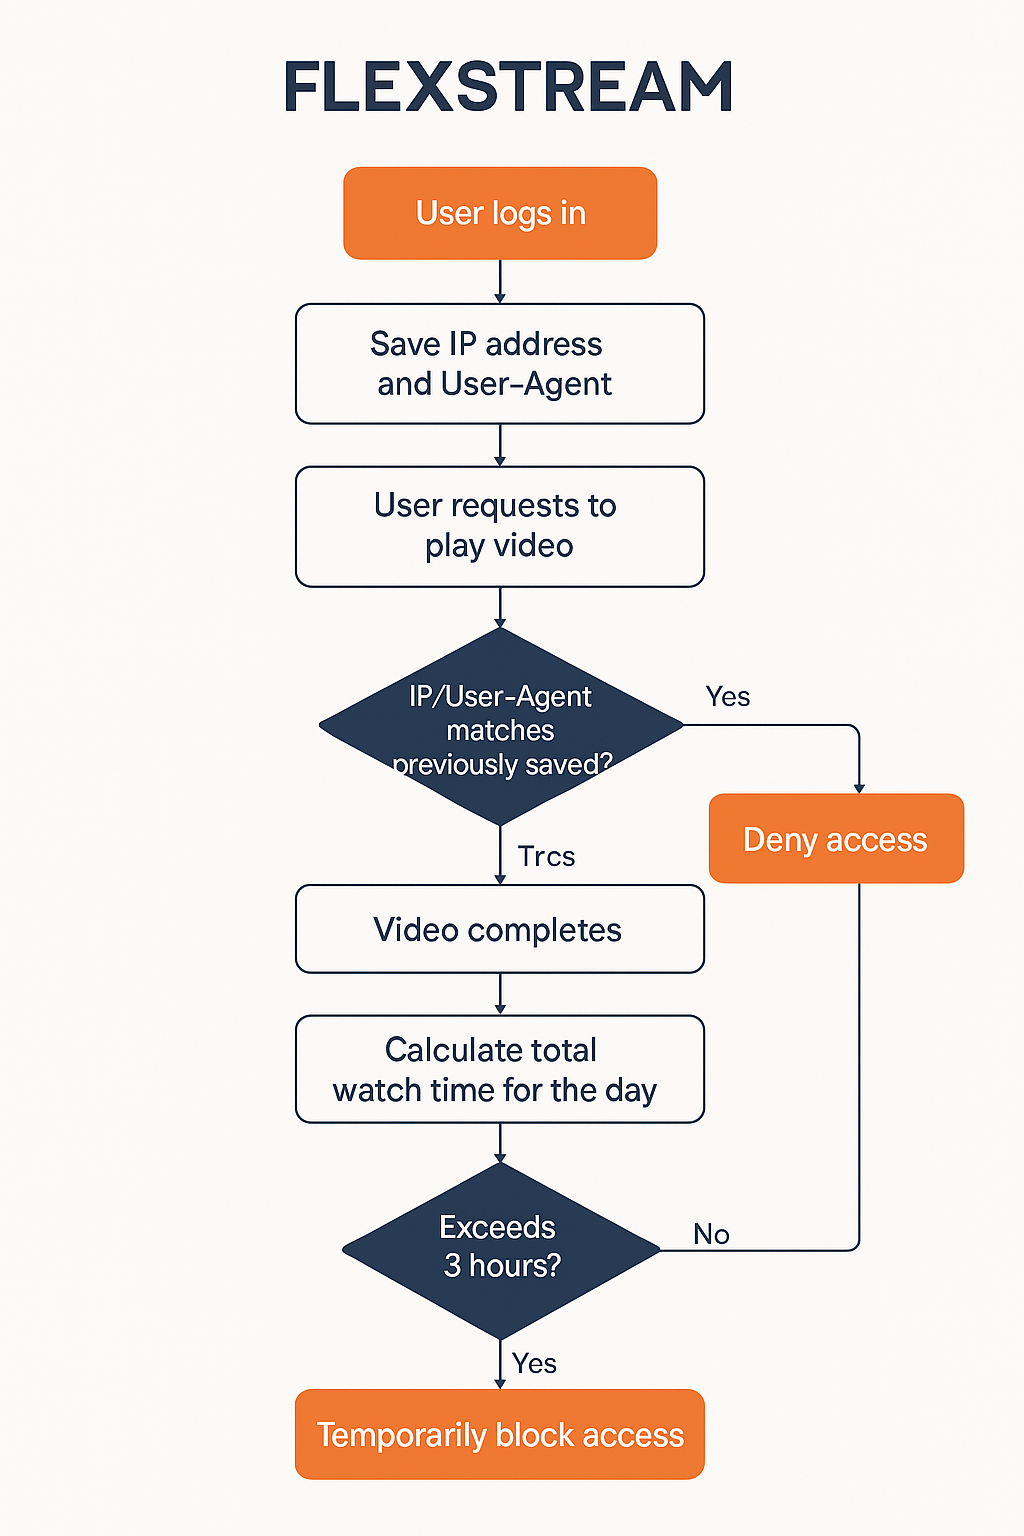 FLEXSTREAM
User logs in
Save IP address
and User-Agent
User requests to
play video
IP/User-Agent
matches
previously saved?
Yes
Deny access
Trcs
Video completes
Calculate total
watch time for the day
Exceeds
3 hours?
No
Yes
Temporarily block access